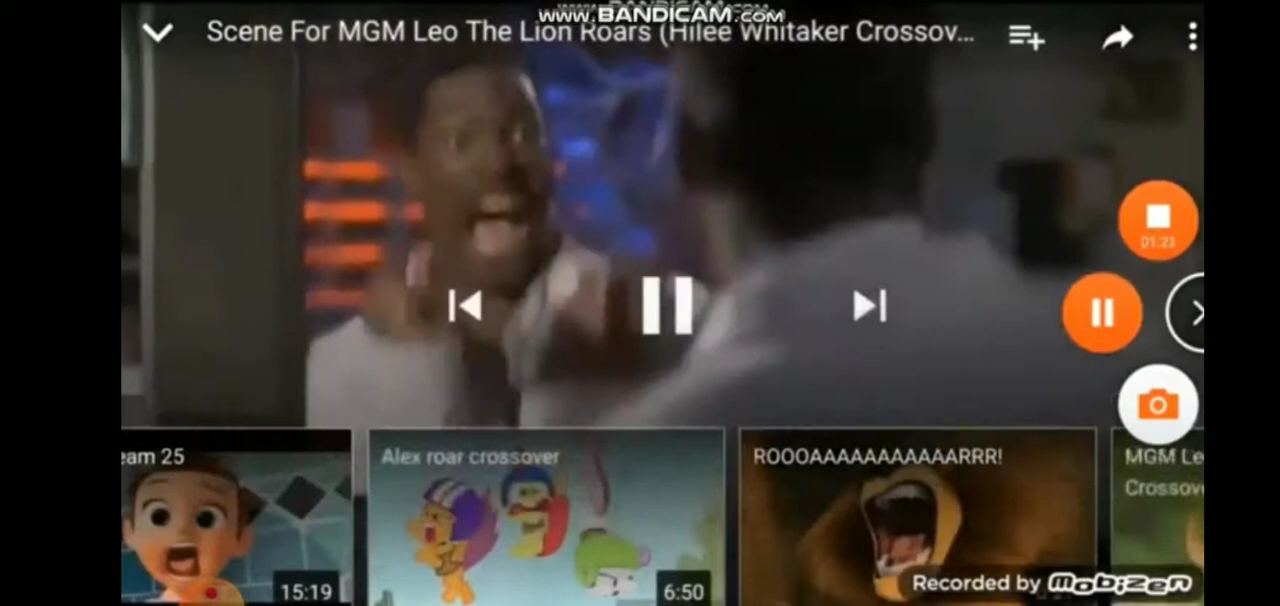 www.BANDICAM.com
Scene For MGM Leo The Lion Roars (Hilee Whitaker Crossov...
01:23
eam 25
Alex roar crossover
ROOOAAAAAAAAAAARRR!
MGM Le
Crossov
15:19
6:50
Recorded by Mobizen